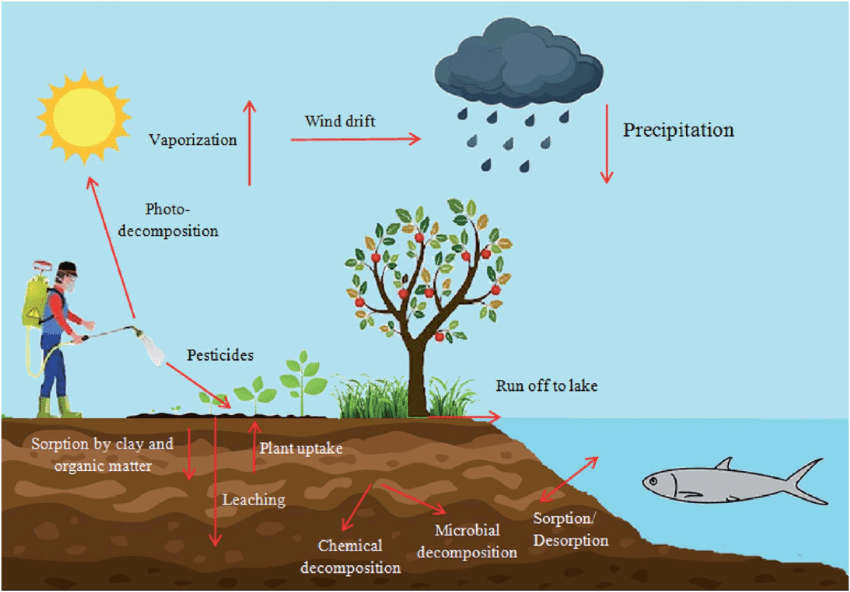 Vaporization
Wind drift
Precipitation
Photo-
decomposition
Pesticides
Run off to lake
Sorption by clay and
organic matter
Plant uptake
Leaching
Chemical
decomposition
Microbial
decomposition
Sorption/
Desorption